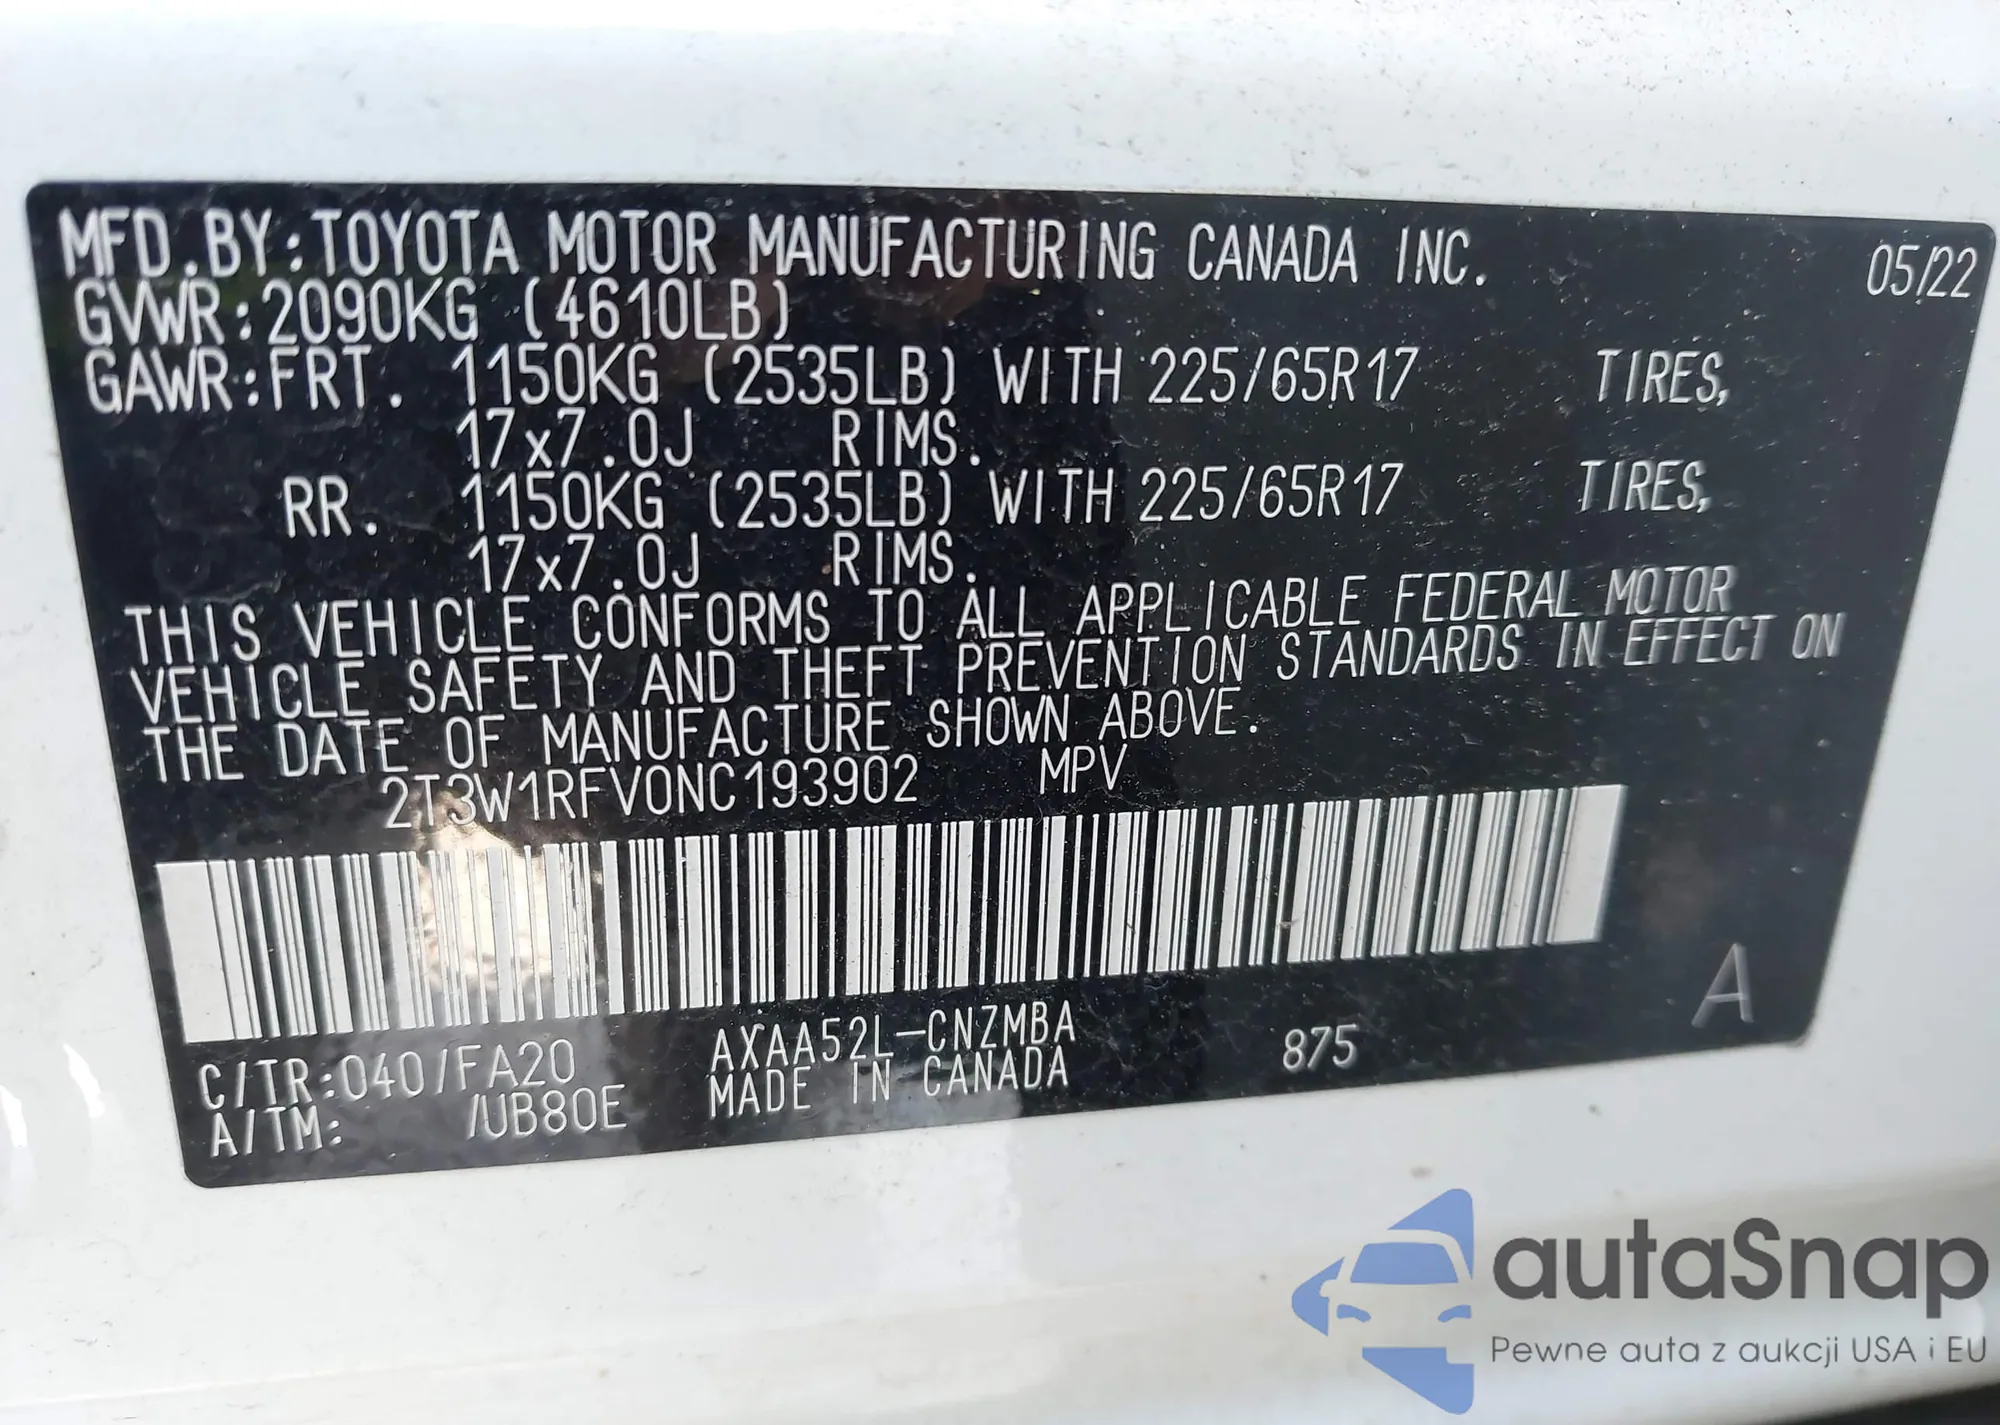 MFD.BY:TOYOTA MOTOR MANUFACTURING CANADA INC. 05/22
GVWR:2090KG (4610LB)
GAWR:FRT. 1150KG (2535LB) WITH 225/65R17 TIRES,
17x7.0J RIMS.
RR. 1150KG (2535LB) WITH 225/65R17 TIRES,
17x7.0J RIMS.
THIS VEHICLE CONFORMS TO ALL APPLICABLE FEDERAL MOTOR
VEHICLE SAFETY AND THEFT PREVENTION STANDARDS IN EFFECT ON
THE DATE OF MANUFACTURE SHOWN ABOVE.
2T3W1RFV0NC193902 MPV
A
C/TR:040/FA20 AXAA52L-CNZMBA 875
A/TM: /UB80E MADE IN CANADA
autaSnap
Pewne auta z aukcji USA i EU